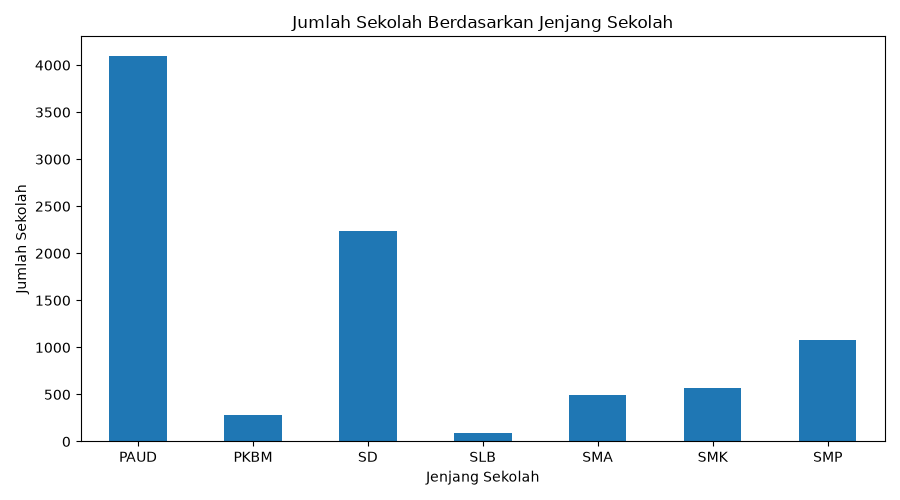 Jumlah Sekolah Berdasarkan Jenjang Sekolah
Jumlah Sekolah
4000
3500
3000
2500
2000
1500
1000
500
0
PAUD PKBM SD SLB SMA SMK SMP
Jenjang Sekolah